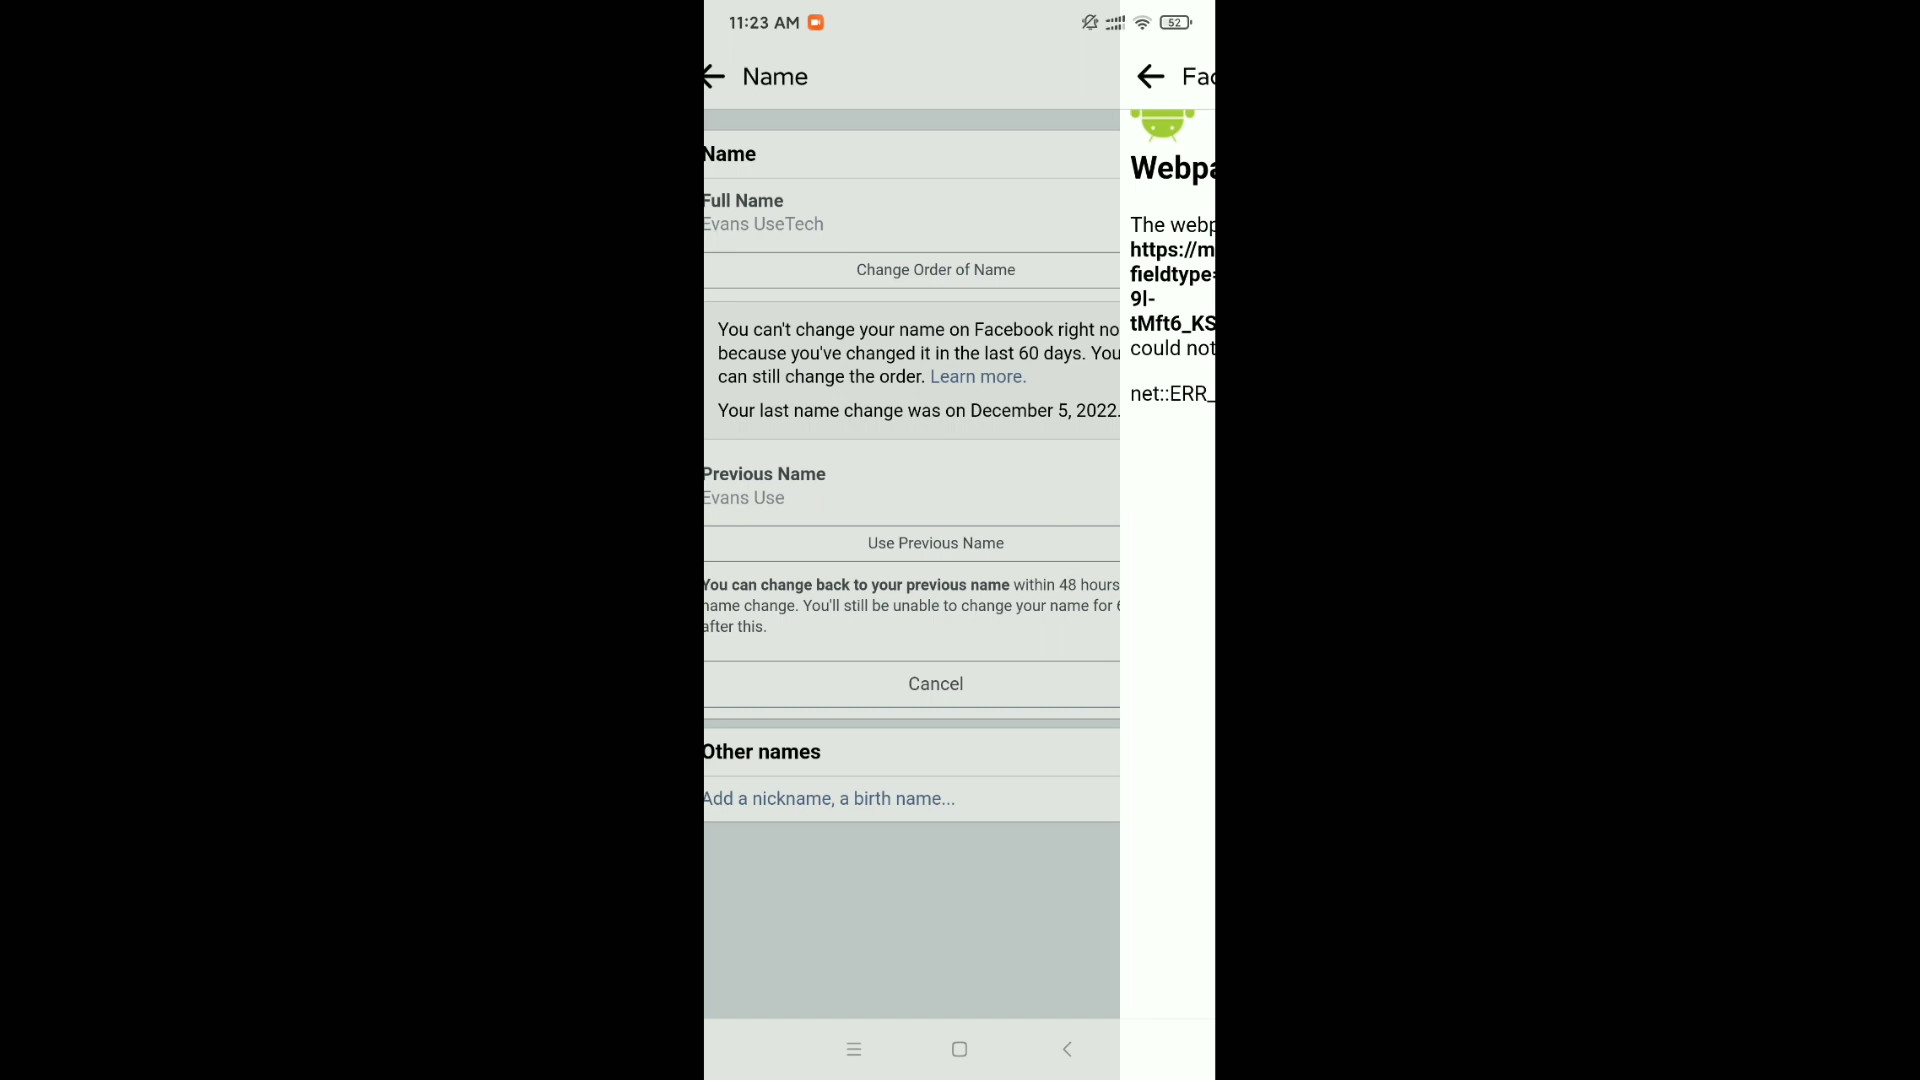 11:23 AM
52
Name
Fac
Name
Full Name
Evans UseTech
Change Order of Name
You can't change your name on Facebook right no
because you've changed it in the last 60 days. You
can still change the order. Learn more.
Your last name change was on December 5, 2022.
Previous Name
Evans Use
Use Previous Name
You can change back to your previous name within 48 hours
name change. You'll still be unable to change your name for 6
after this.
Cancel
Other names
Add a nickname, a birth name...
Webpa
The webp
https://m
fieldtype=
9l-
tMft6_KS
could not
net::ERR_